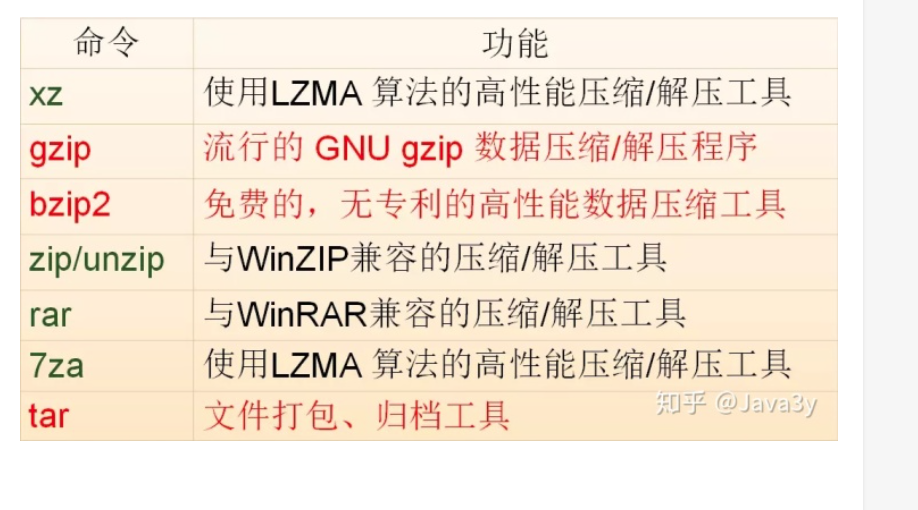 命令 功能
xz 使用LZMA 算法的高性能压缩/解压工具
gzip 流行的 GNU gzip 数据压缩/解压程序
bzip2 免费的，无专利的高性能数据压缩工具
zip/unzip 与WinZIP兼容的压缩/解压工具
rar 与WinRAR兼容的压缩/解压工具
7za 使用LZMA 算法的高性能压缩/解压工具
tar 文件打包、归档工具
知乎 @Java3y